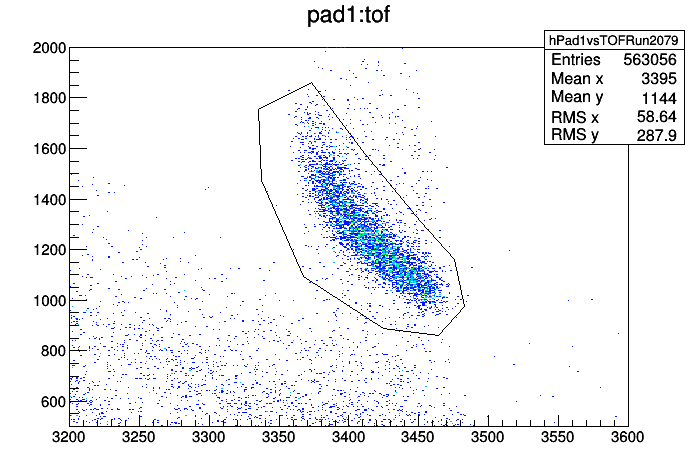 pad1:tof
hPad1vsTOFRun2079
Entries 563056
Mean x 3395
Mean y 1144
RMS x 58.64
RMS y 287.9
2000
1800
1600
1400
1200
1000
800
600
3200 3250 3300 3350 3400 3450 3500 3550 3600